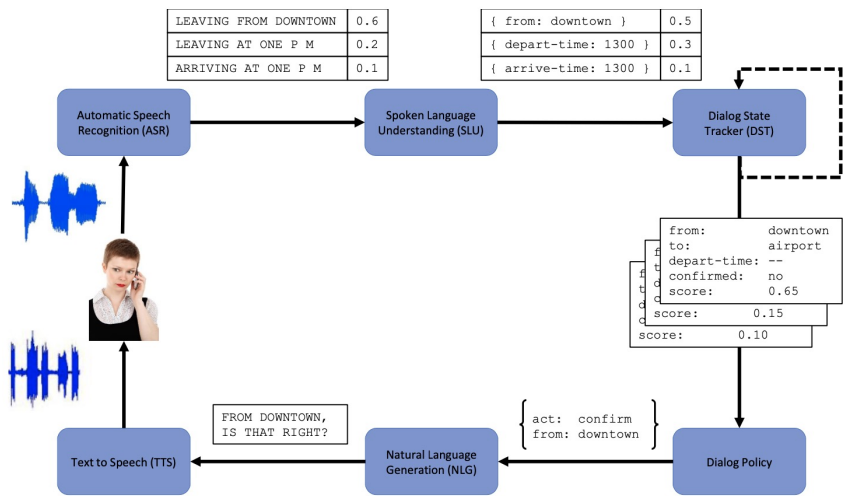 LEAVING FROM DOWNTOWN 0.6
LEAVING AT ONE P M 0.2
ARRIVING AT ONE P M 0.1
{ from: downtown } 0.5
{ depart-time: 1300 } 0.3
{ arrive-time: 1300 } 0.1
Automatic Speech
Recognition (ASR)
Spoken Language
Understanding (SLU)
Dialog State
Tracker (DST)
from: downtown
to: airport
depart-time: --
confirmed: no
score: 0.65
f
t
d
c
score: 0.15
f
t
d
c
score: 0.10
FROM DOWNTOWN,
IS THAT RIGHT?
act: confirm
from: downtown
Text to Speech (TTS)
Natural Language
Generation (NLG)
Dialog Policy